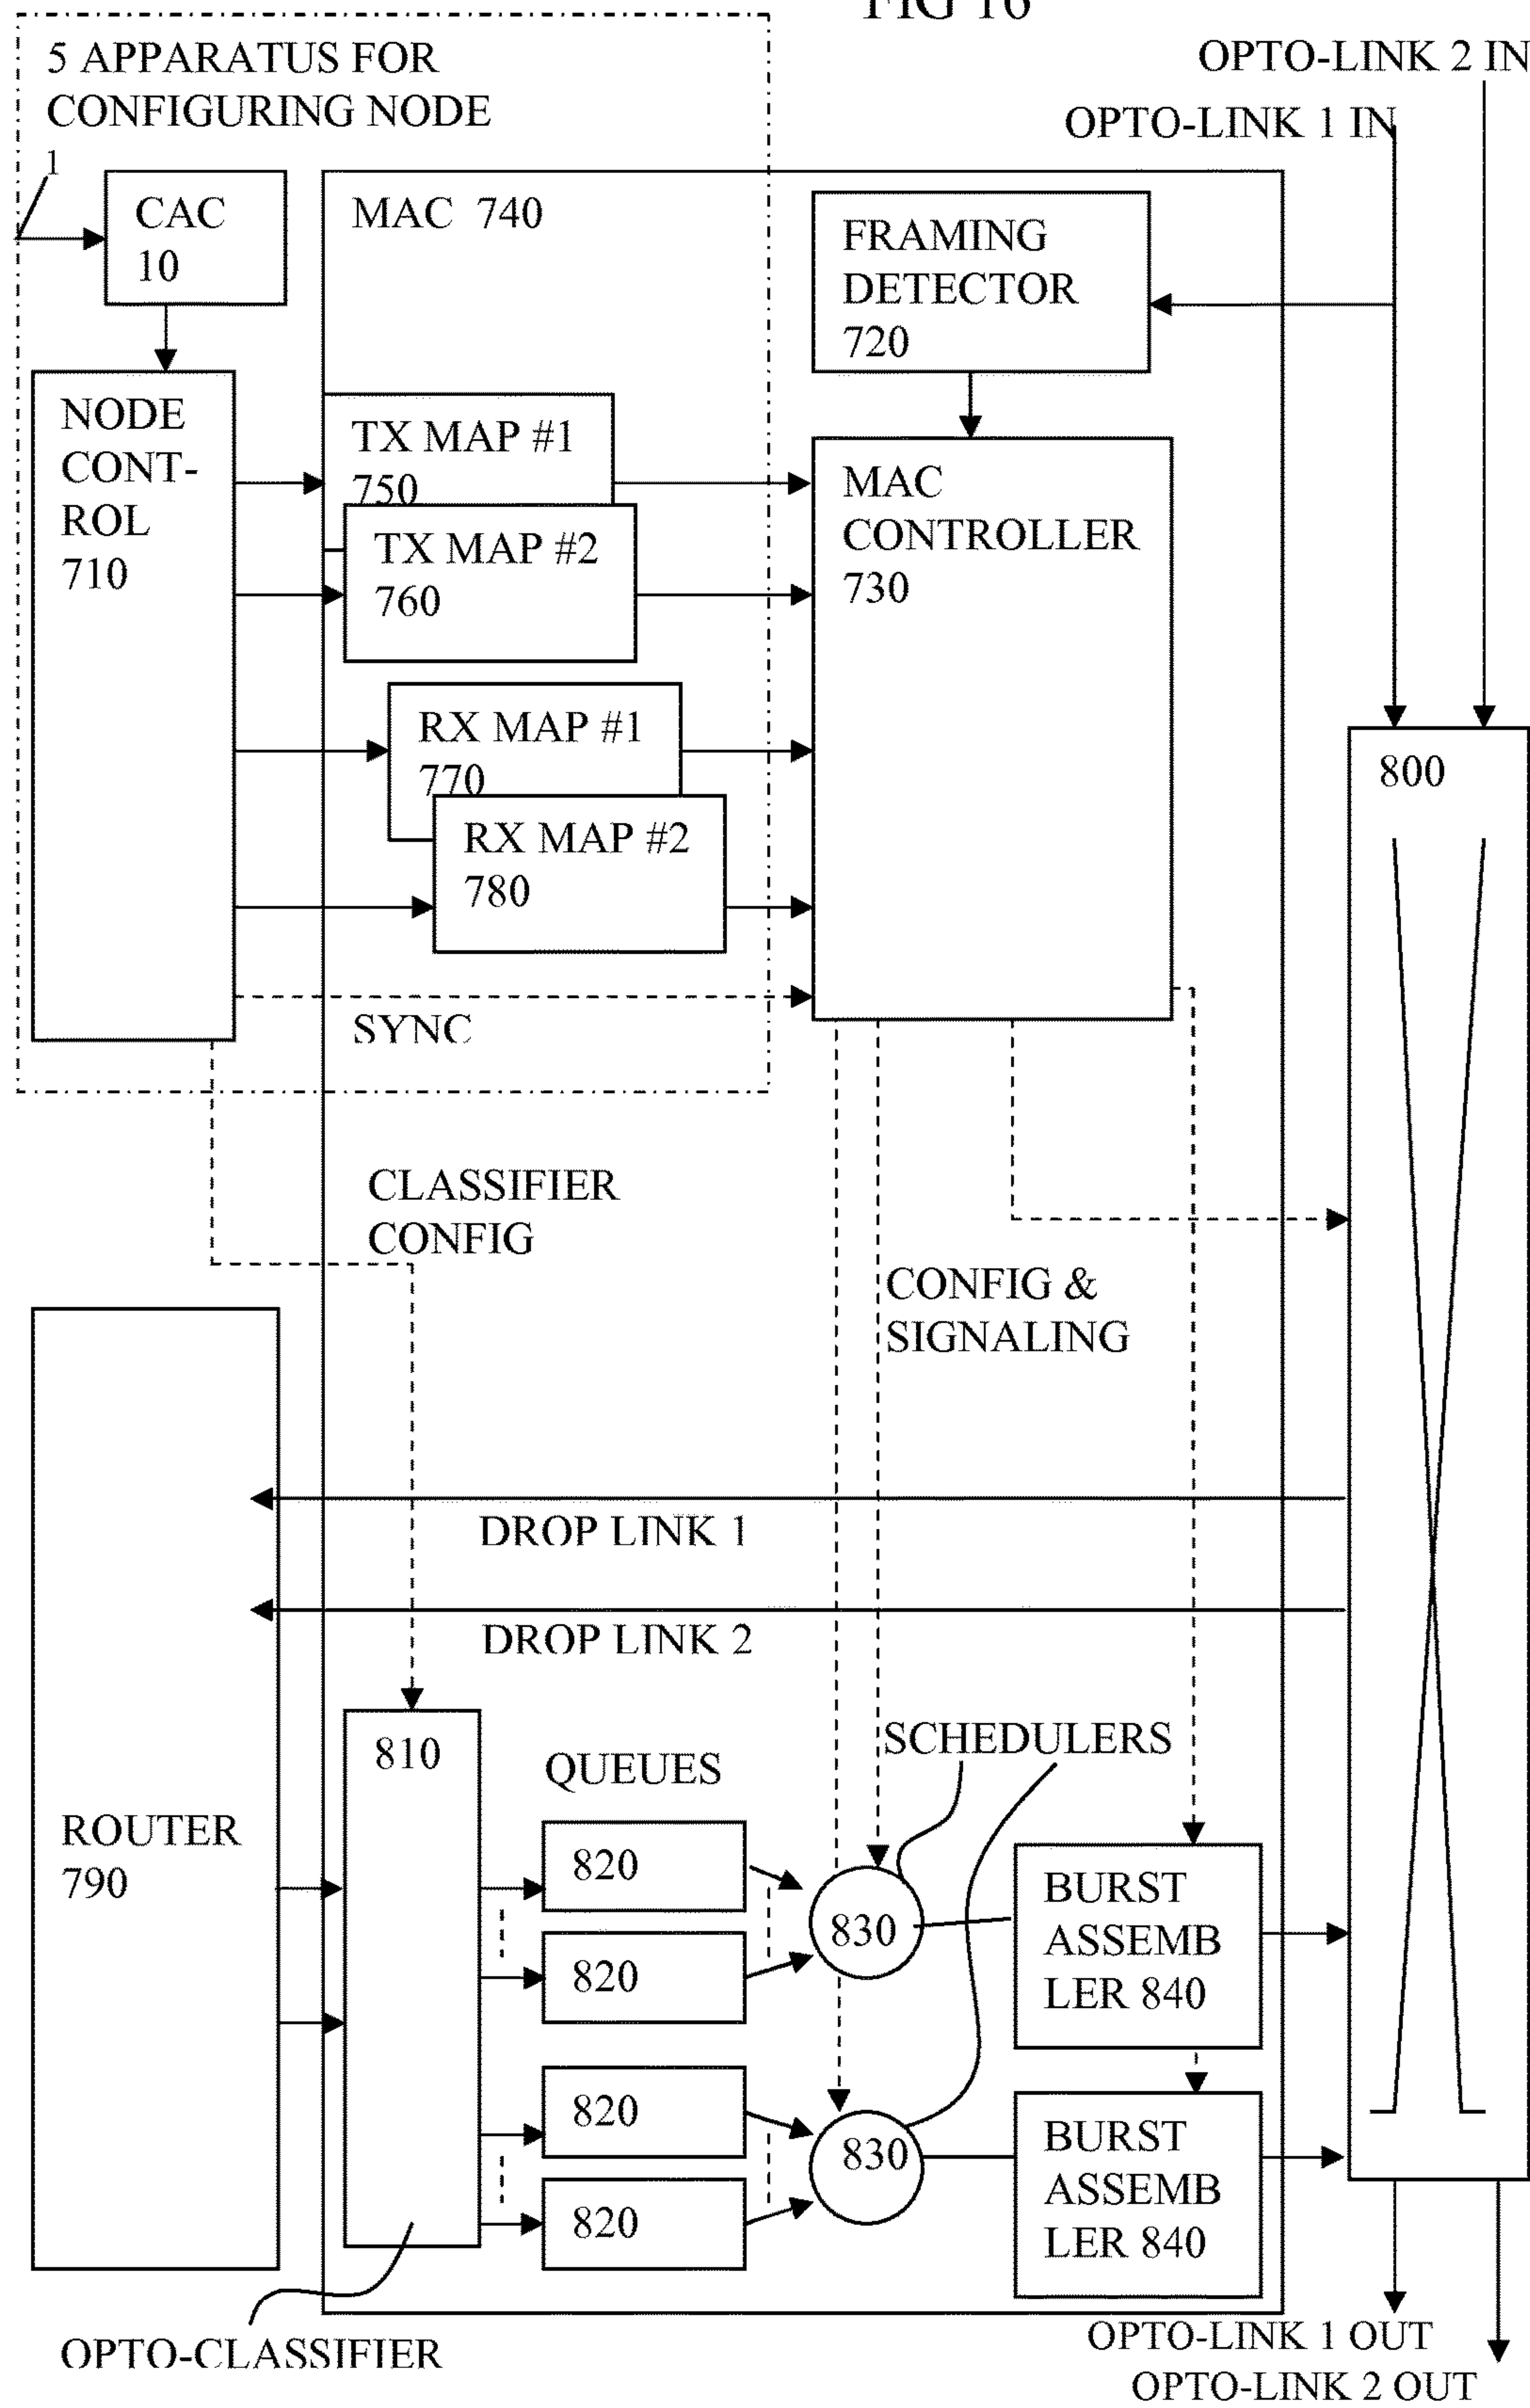 FIG 16
OPTO-LINK 2 IN
OPTO-LINK 1 IN
5 APPARATUS FOR
CONFIGURING NODE
1
CAC
10
MAC 740
FRAMING
DETECTOR
720
NODE
CONT-
ROL
710
TX MAP #1
750
TX MAP #2
760
RX MAP #1
770
RX MAP #2
780
MAC
CONTROLLER
730
800
SYNC
CLASSIFIER
CONFIG
CONFIG &
SIGNALING
DROP LINK 1
DROP LINK 2
ROUTER
790
810
QUEUES
SCHEDULERS
820
820
830
BURST
ASSEMB
LER 840
820
820
830
BURST
ASSEMB
LER 840
OPTO-CLASSIFIER
OPTO-LINK 1 OUT
OPTO-LINK 2 OUT